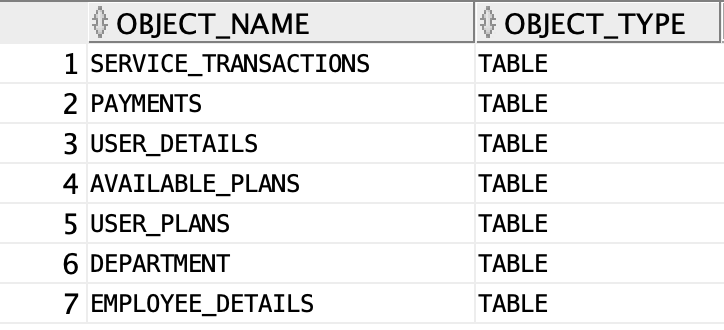 OBJECT_NAME OBJECT_TYPE
1 SERVICE_TRANSACTIONS TABLE
2 PAYMENTS TABLE
3 USER_DETAILS TABLE
4 AVAILABLE_PLANS TABLE
5 USER_PLANS TABLE
6 DEPARTMENT TABLE
7 EMPLOYEE_DETAILS TABLE